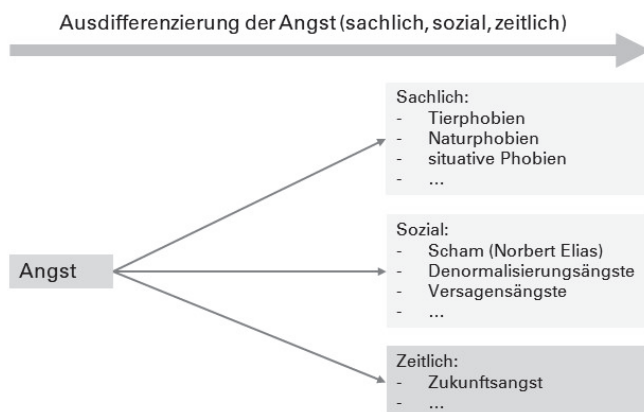 Ausdifferenzierung der Angst (sachlich, sozial, zeitlich)
Sachlich:
- Tierphobien
- Naturphobien
- situative Phobien
- ...
Angst
Sozial:
- Scham (Norbert Elias)
- Denormalisierungsängste
- Versagensängste
- ...
Zeitlich:
- Zukunftsangst
- ...